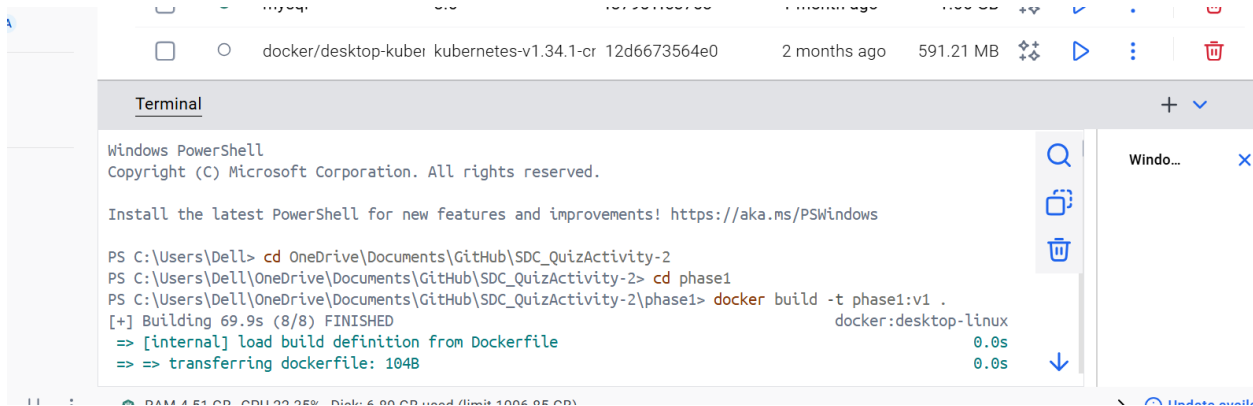 docker/desktop-kuber kubernetes-v1.34.1-cr 12d6673564e0 2 months ago 591.21 MB
Terminal
Windows PowerShell
Copyright (C) Microsoft Corporation. All rights reserved.
Windo...
Install the latest PowerShell for new features and improvements! https://aka.ms/PSWindows
PS C:\Users\Dell> cd OneDrive\Documents\GitHub\SDC_QuizActivity-2
PS C:\Users\Dell\OneDrive\Documents\GitHub\SDC_QuizActivity-2> cd phase1
PS C:\Users\Dell\OneDrive\Documents\GitHub\SDC_QuizActivity-2\phase1> docker build -t phase1:v1 .
[+] Building 69.9s (8/8) FINISHED docker:desktop-linux
=> [internal] load build definition from Dockerfile 0.0s
=> => transferring dockerfile: 104B 0.0s